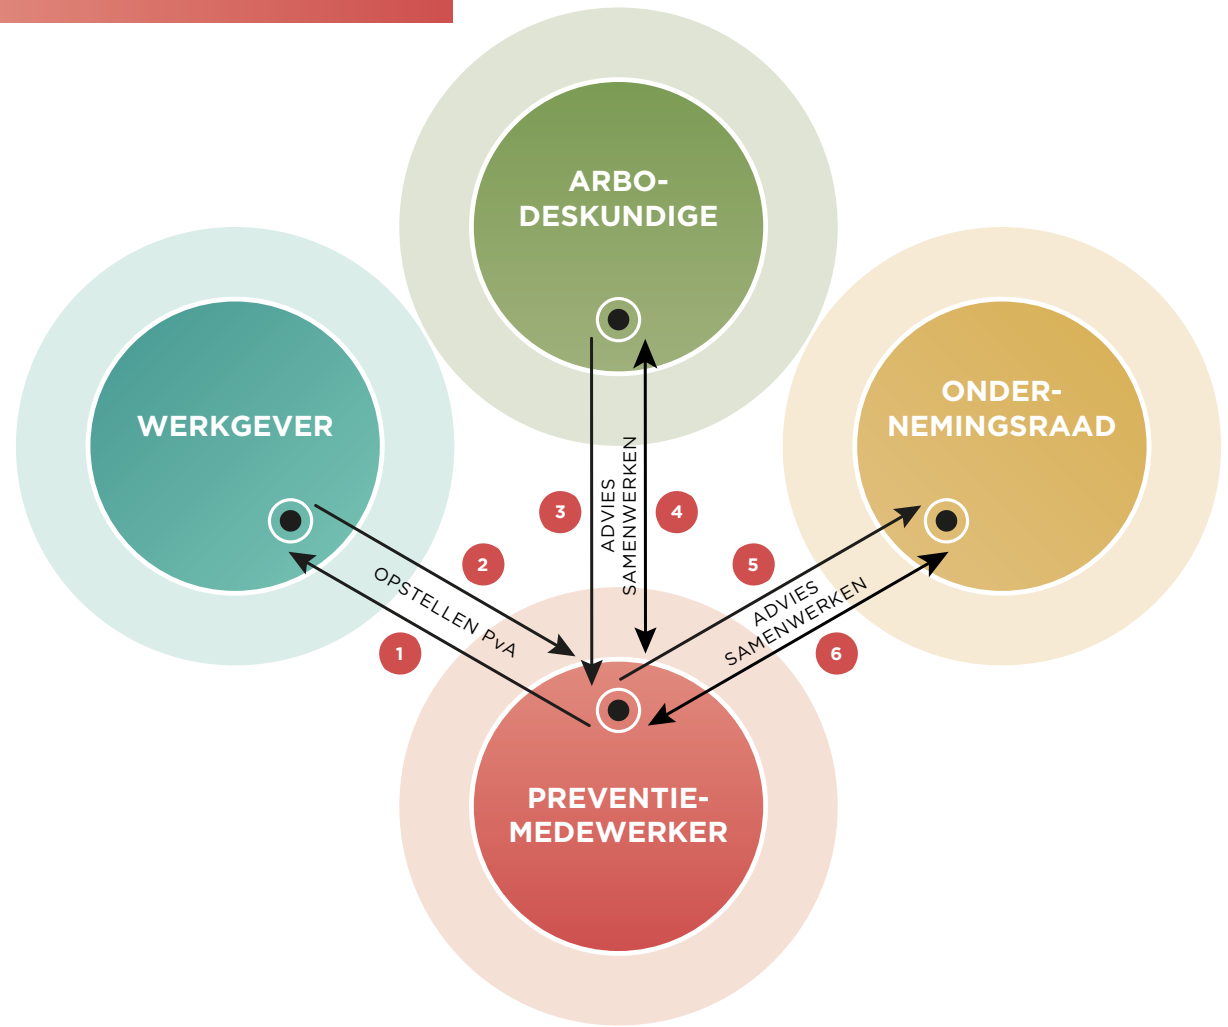 ARBO-
DESKUNDIGE
WERKGEVER
ONDER-
NEMINGSRAAD
3
ADVIES
SAMENWERKEN
4
2
OPSTELLEN PvA
1
5
ADVIES
SAMENWERKEN
6
PREVENTIE-
MEDEWERKER